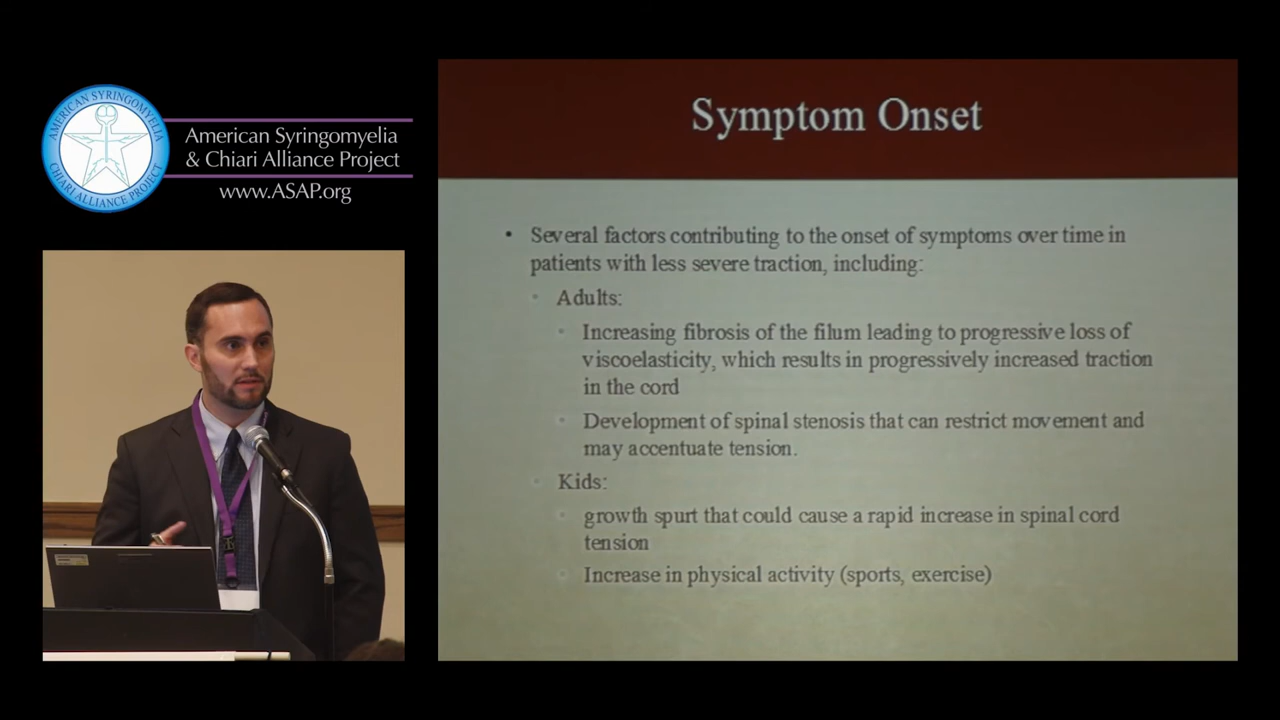 AMERICAN SYRINGOMYELIA
CHIARI ALLIANCE PROJECT
American Syringomyelia
& Chiari Alliance Project
www.ASAP.org
Symptom Onset
• Several factors contributing to the onset of symptoms over time in
patients with less severe traction, including:
• Adults:
• Increasing fibrosis of the filum leading to progressive loss of
viscoelasticity, which results in progressively increased traction
in the cord
• Development of spinal stenosis that can restrict movement and
may accentuate tension.
• Kids:
• growth spurt that could cause a rapid increase in spinal cord
tension
• Increase in physical activity (sports, exercise)